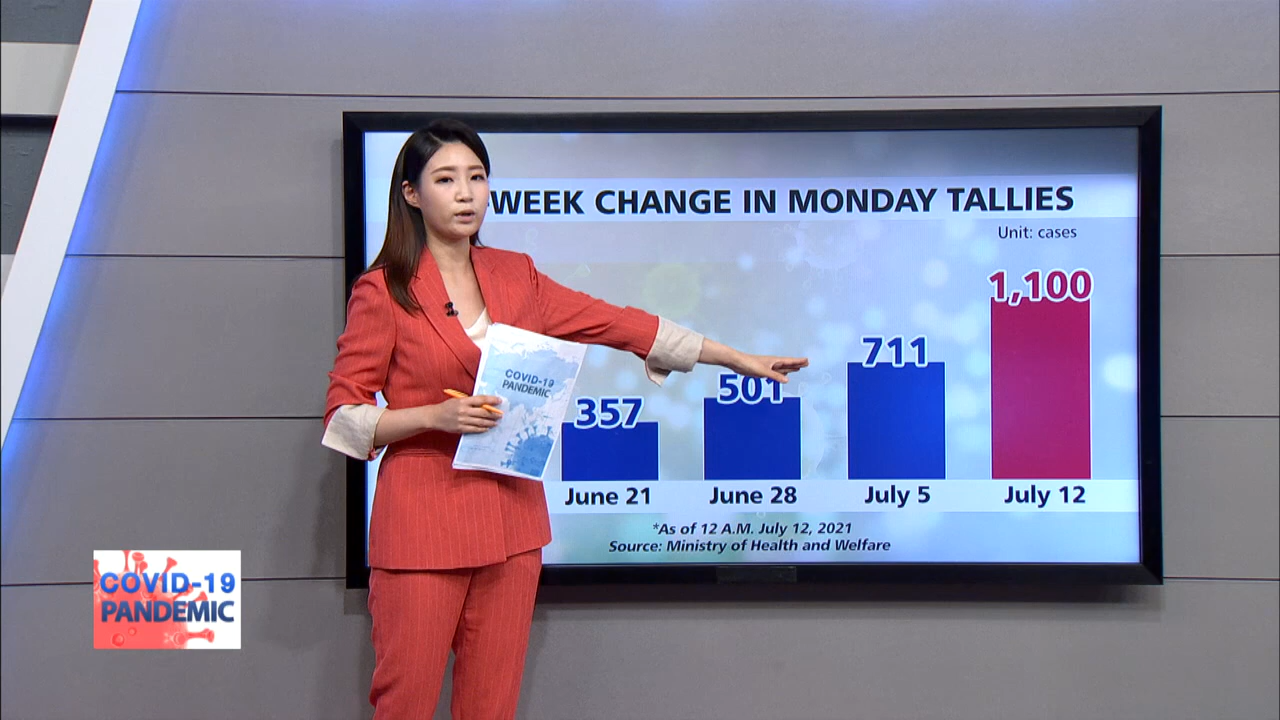 WEEK CHANGE IN MONDAY TALLIES
Unit: cases
1,100
711
501
357
June 21
June 28
July 5
July 12
*As of 12 A.M. July 12, 2021
Source: Ministry of Health and Welfare
COVID-19
PANDEMIC
COVID-19
PANDEMIC